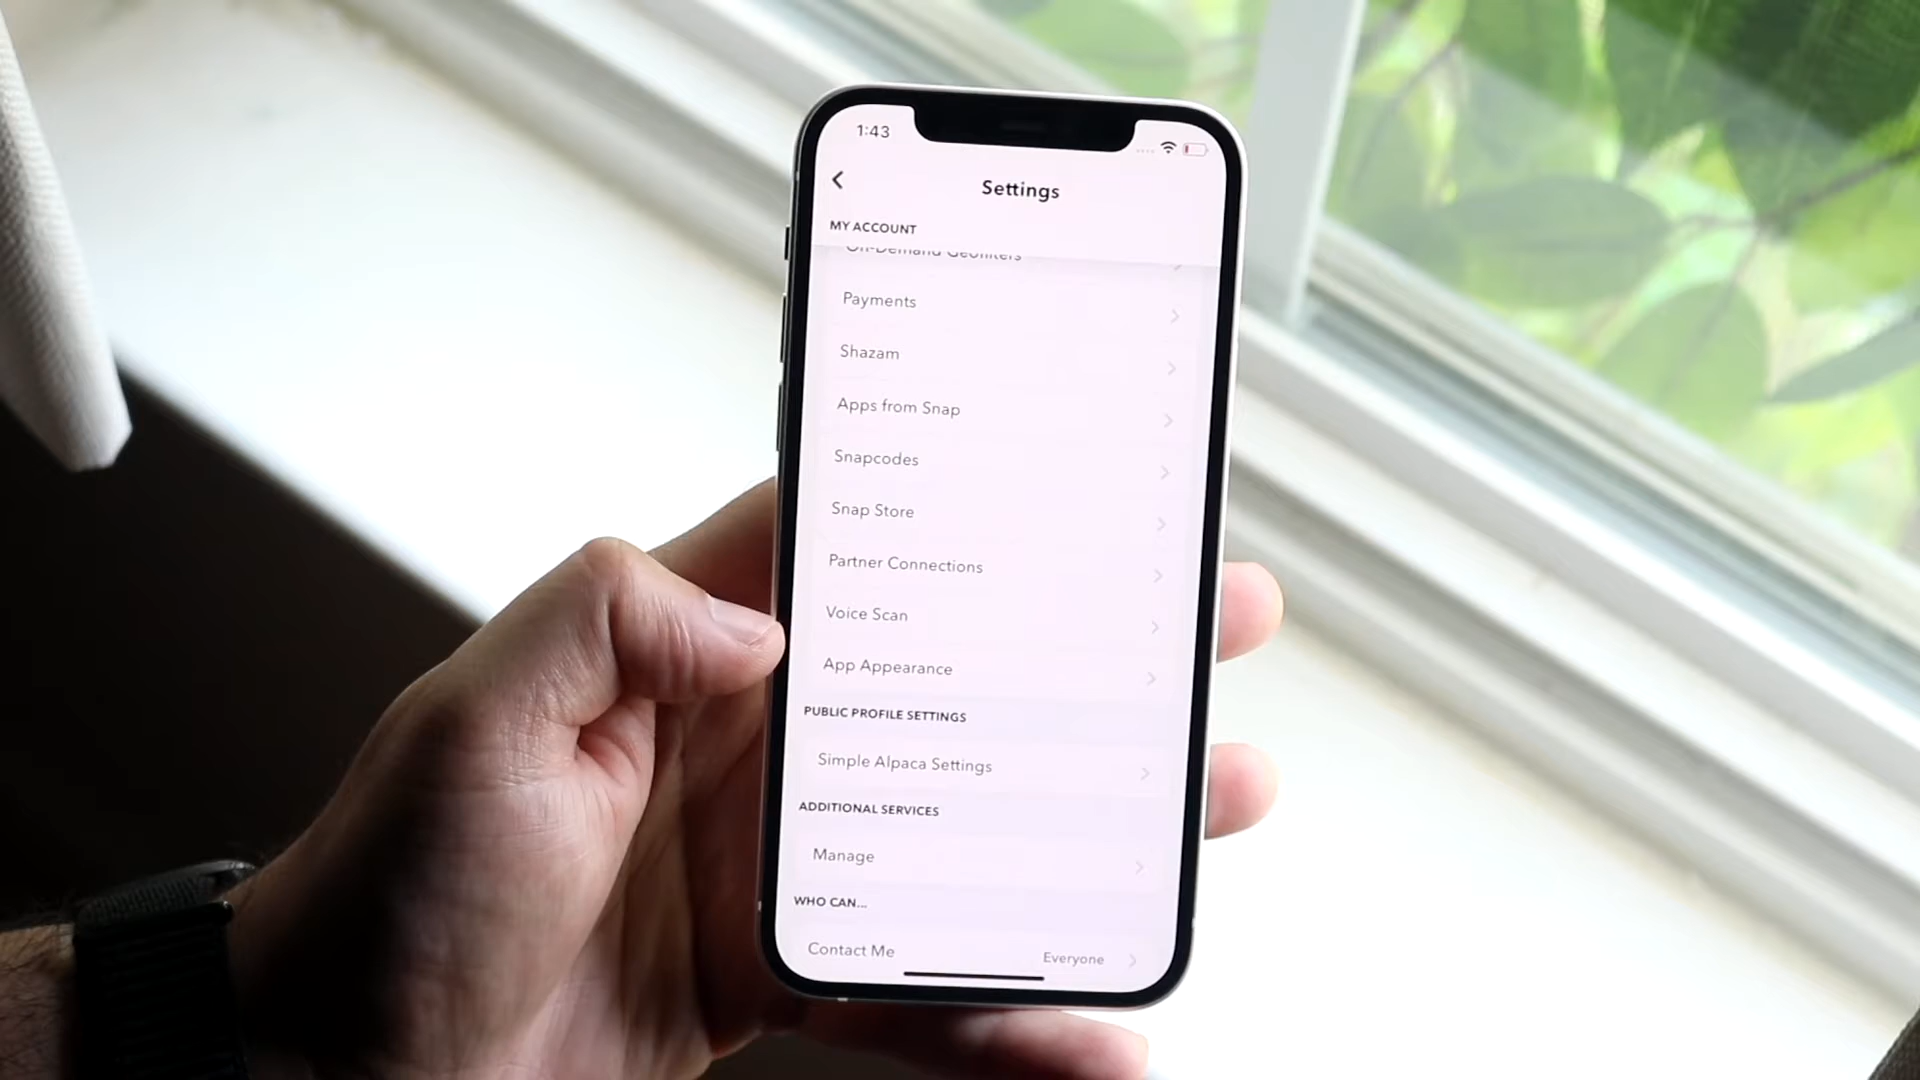 1:43
Settings
MY ACCOUNT
On-Demand Geofilters
Payments
Shazam
Apps from Snap
Snapcodes
Snap Store
Partner Connections
Voice Scan
App Appearance
PUBLIC PROFILE SETTINGS
Simple Alpaca Settings
ADDITIONAL SERVICES
Manage
WHO CAN...
Contact Me Everyone